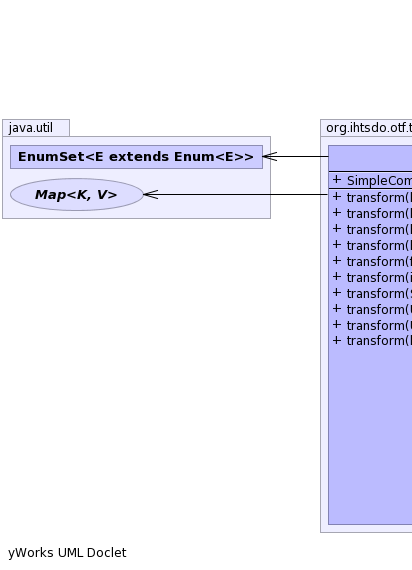 java.util
EnumSet<E extends Enum<E>>
Map<K, V>
org.ihtsdo.otf.t
+ SimpleCom
+ transform(
+ transform(
+ transform(
+ transform(
+ transform(f
+ transform(i
+ transform(S
+ transform(U
+ transform(U
+ transform(
yWorks UML Doclet